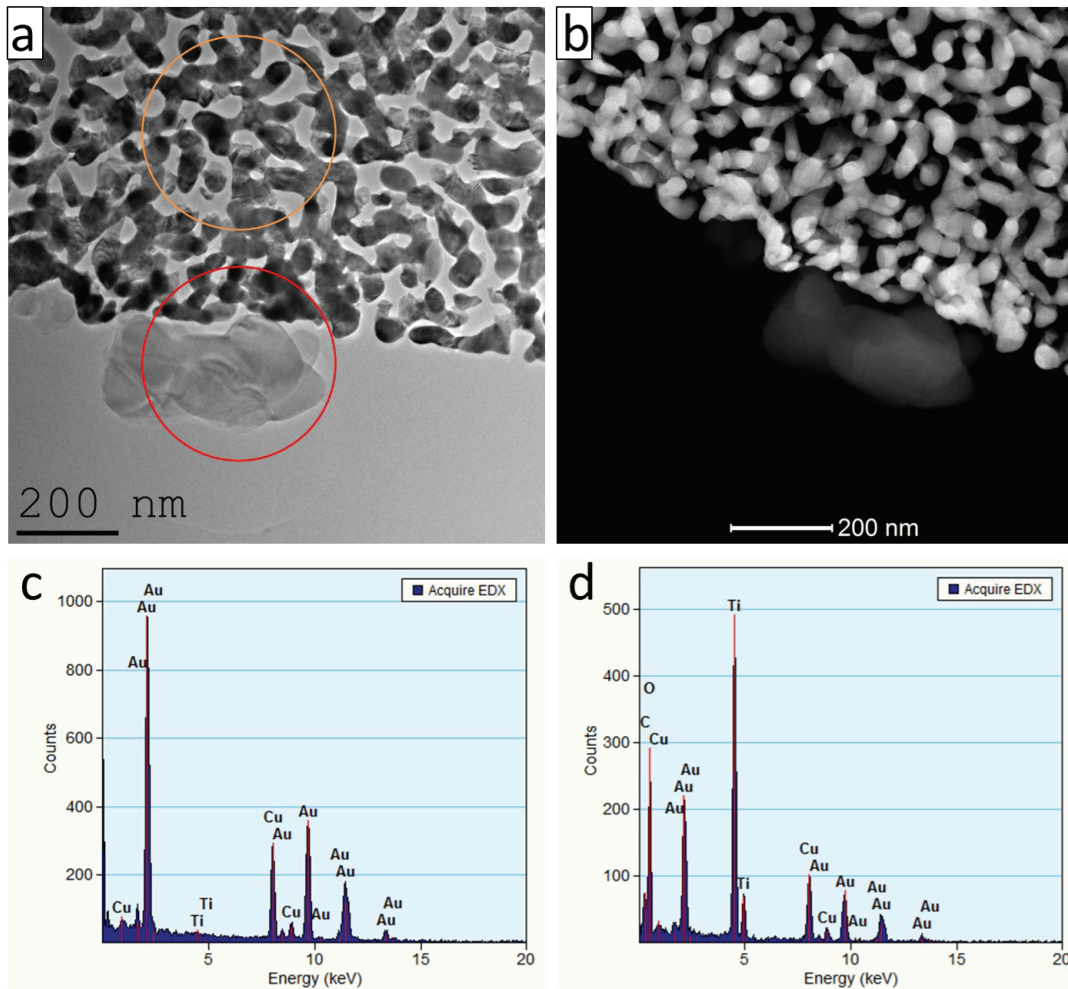 a
b
200 nm
200 nm
c
Acquire EDX
1000
800
600
400
200
Counts
Au
Au
Au
Cu
Ti
Ti
Cu
Au
Cu
Au
Au
Au
Au
Au
Au
5
10
15
20
Energy (keV)
d
Acquire EDX
500
400
300
200
100
Counts
O
C
Cu
Au
Au
Au
Ti
Ti
Cu
Au
Cu
Au
Au
Au
Au
Au
Au
5
10
15
20
Energy (keV)